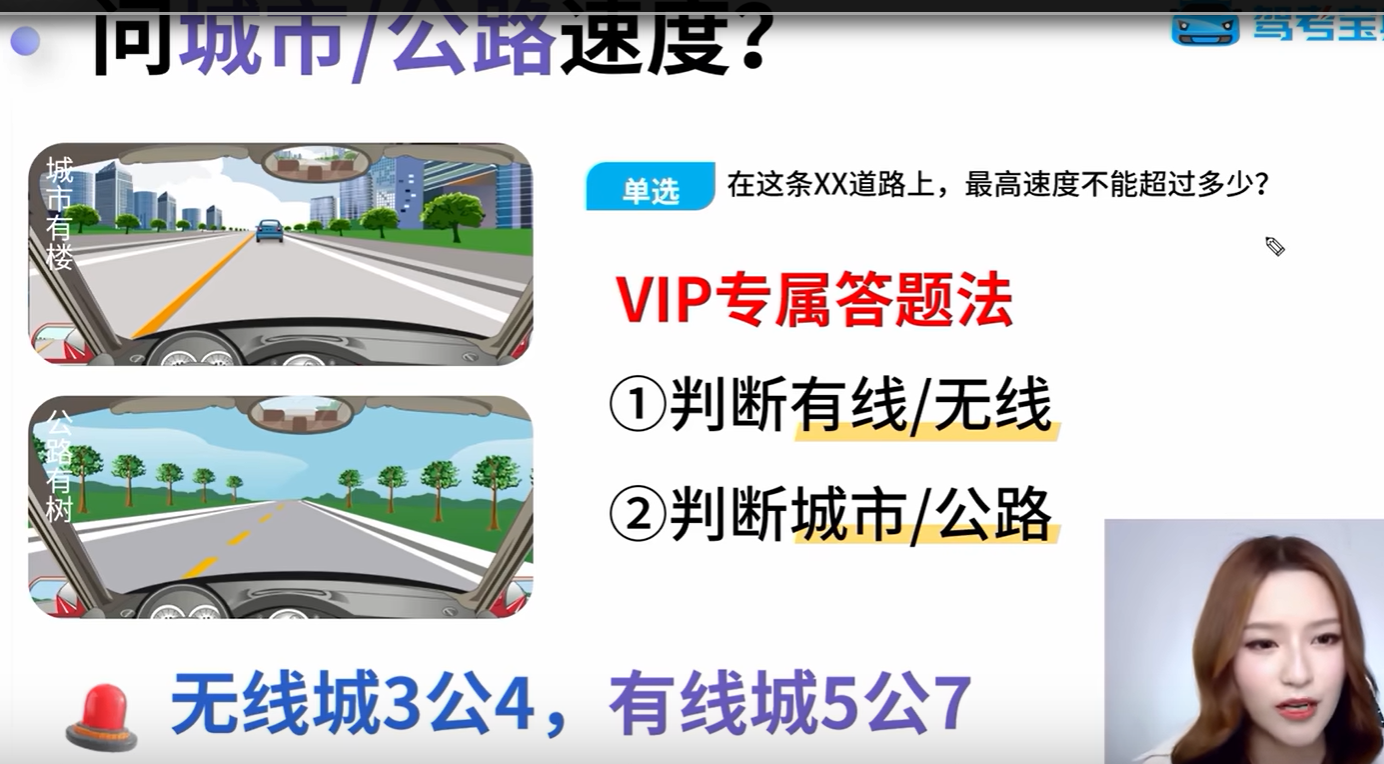 问城市/公路速度？
驾考宝
城市有楼
单选 在这条XX道路上，最高速度不能超过多少？
VIP专属答题法
①判断有线/无线
公路有树
②判断城市/公路
无线城3公4，有线城5公7